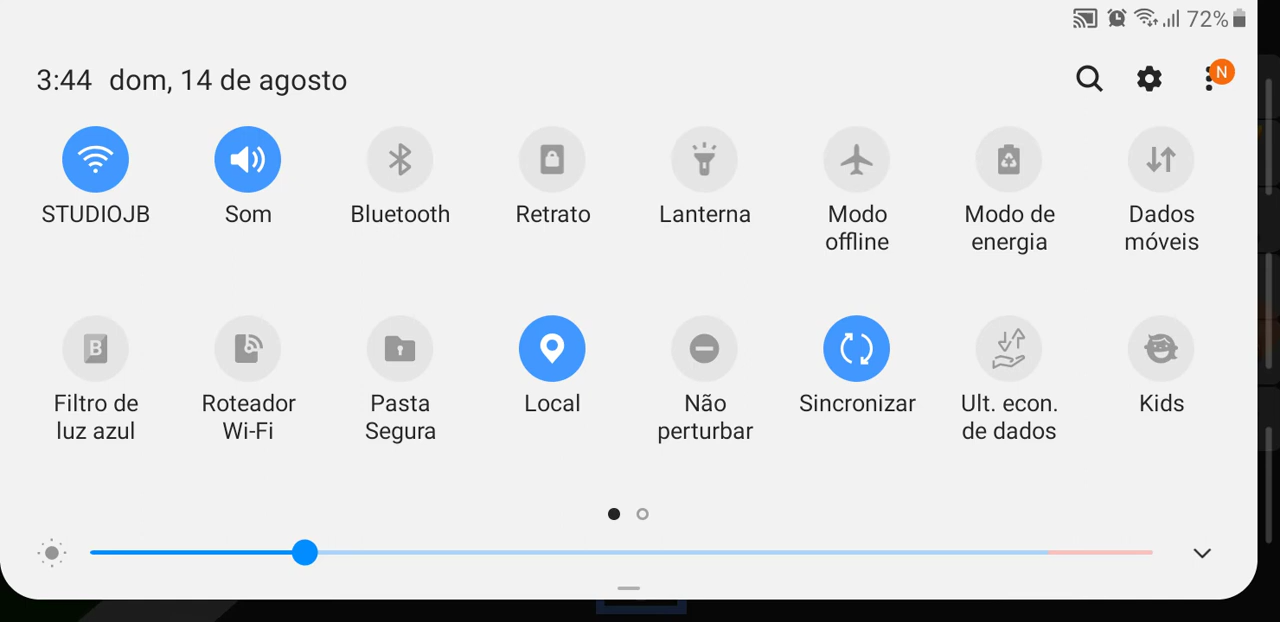 72%
3:44 dom, 14 de agosto
N
STUDIOJB
Som
Bluetooth
Retrato
Lanterna
Modo
offline
Modo de
energia
Dados
móveis
B
Filtro de
luz azul
Roteador
Wi-Fi
Pasta
Segura
Local
Não
perturbar
Sincronizar
Ult. econ.
de dados
Kids